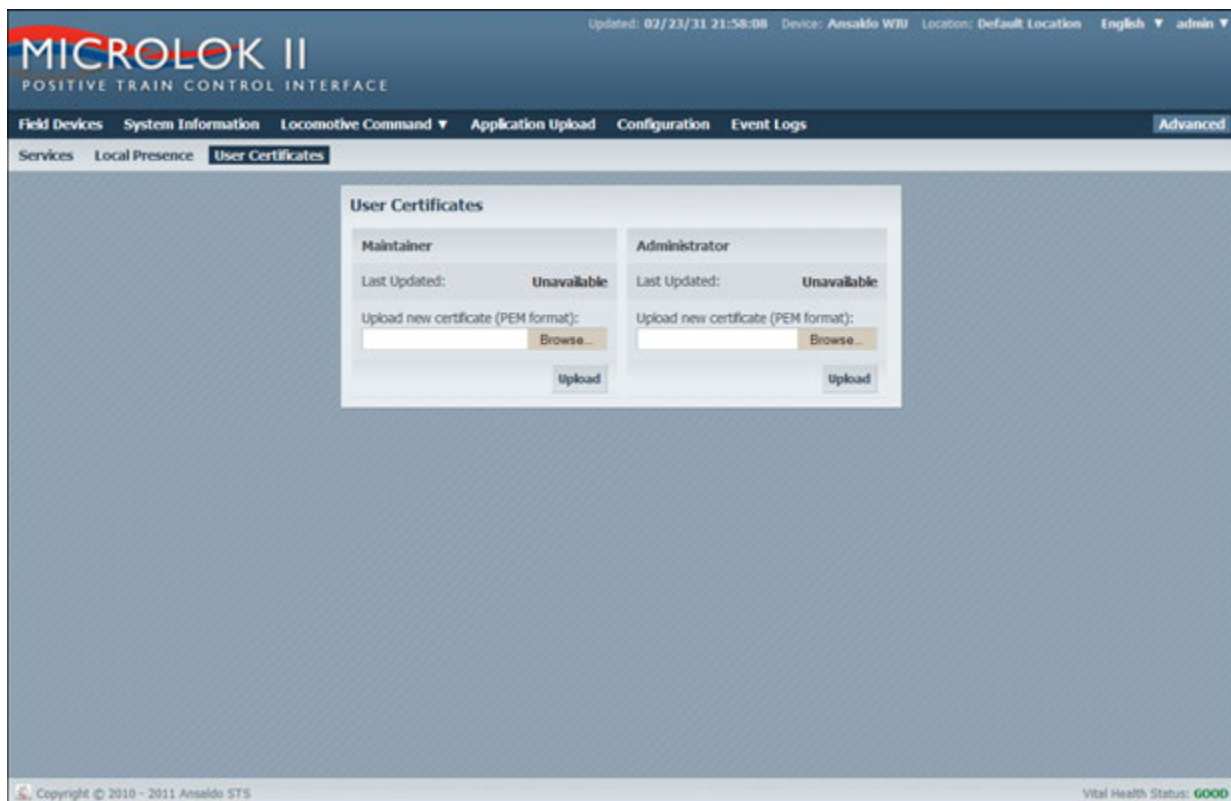 Updated: 02/23/31 21:58:08 Device: Ansaldo WIU Location: Default Location English ▼ admin ▼
MICROLOK II
POSITIVE TRAIN CONTROL INTERFACE
Field Devices System Information Locomotive Command ▼ Application Upload Configuration Event Logs Advanced
Services Local Presence User Certificates
User Certificates
Maintainer Administrator
Last Updated: Unavailable Last Updated: Unavailable
Upload new certificate (PEM format): Upload new certificate (PEM format):
Browse... Browse...
Upload Upload
Copyright © 2010 - 2011 Ansaldo STS Vital Health Status: GOOD